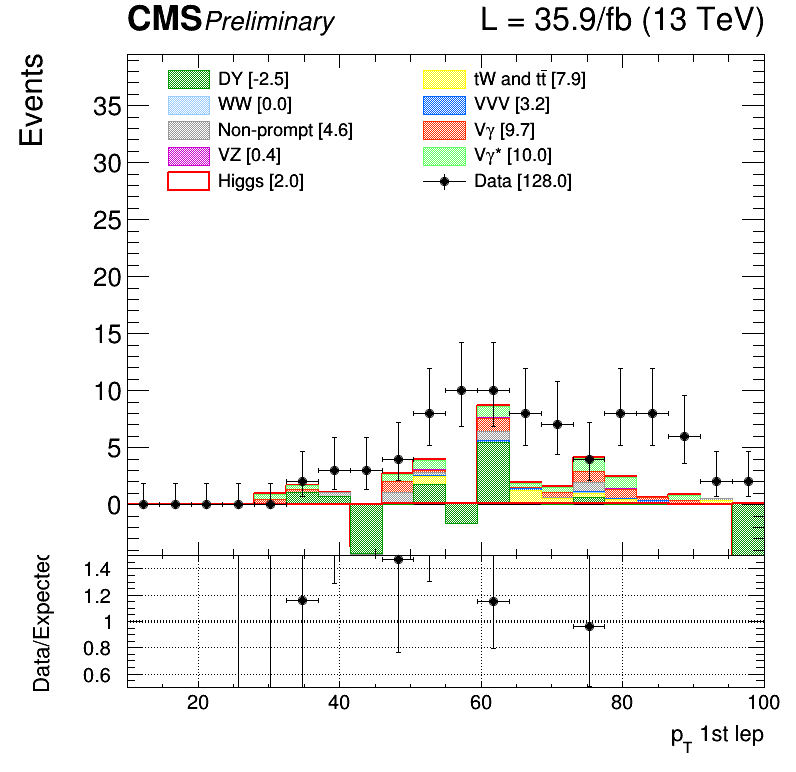 CMS Preliminary L = 35.9/fb (13 TeV)
Events
DY [-2.5] tW and tt̄ [7.9]
WW [0.0] VVV [3.2]
Non-prompt [4.6] Vγ [9.7]
VZ [0.4] Vγ* [10.0]
Higgs [2.0] Data [128.0]
35
30
25
20
15
10
5
0
Data/Expected
1.4
1.2
1
0.8
0.6
20 40 60 80 100
p_T 1st lep